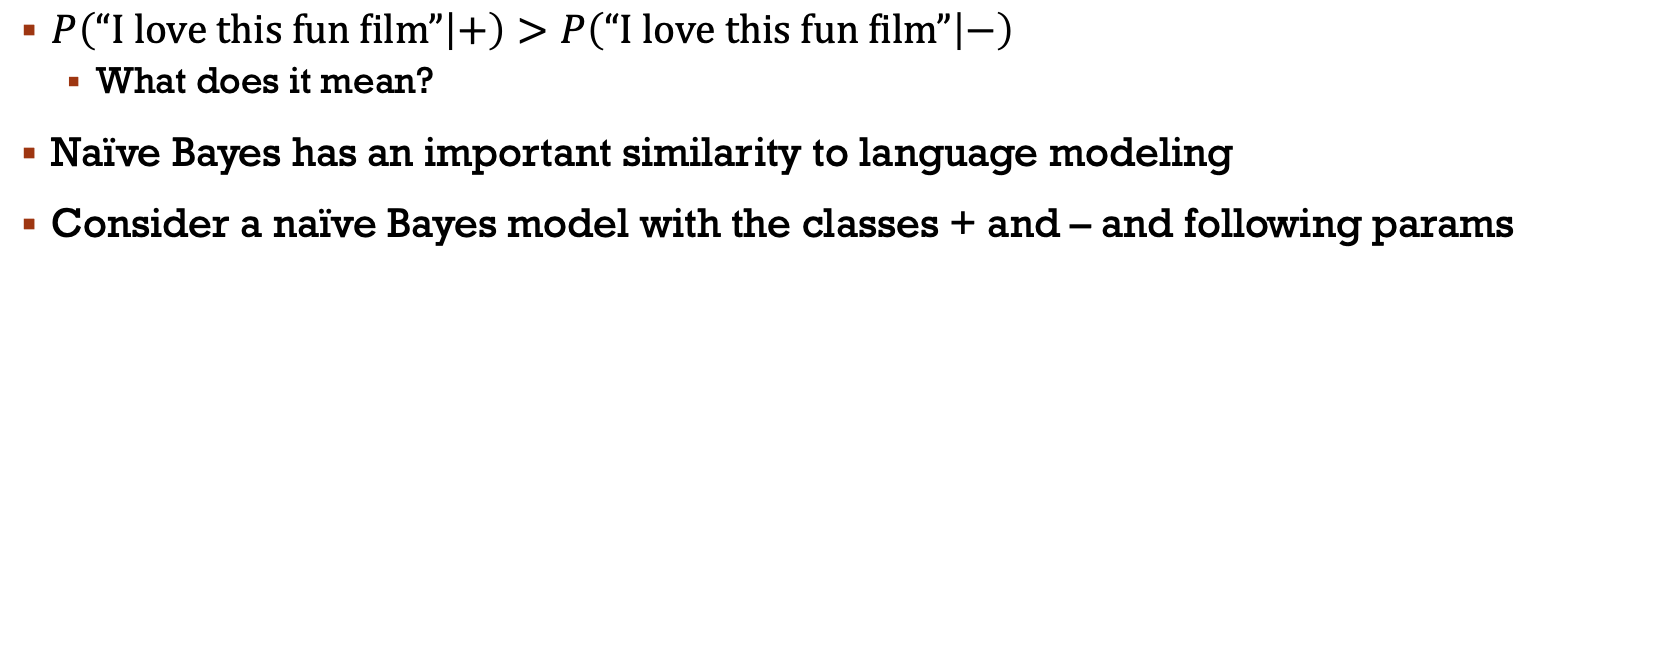 ▪ P(“I love this fun film”|+) > P(“I love this fun film”|−)
▪ What does it mean?
▪ Naïve Bayes has an important similarity to language modeling
▪ Consider a naïve Bayes model with the classes + and – and following params